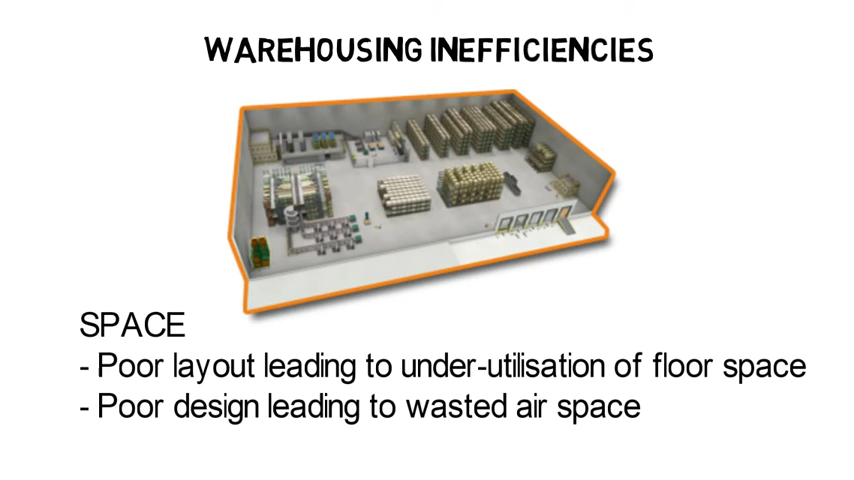 WAREHOUSING INEFFICIENCIES
SPACE
- Poor layout leading to under-utilisation of floor space
- Poor design leading to wasted air space